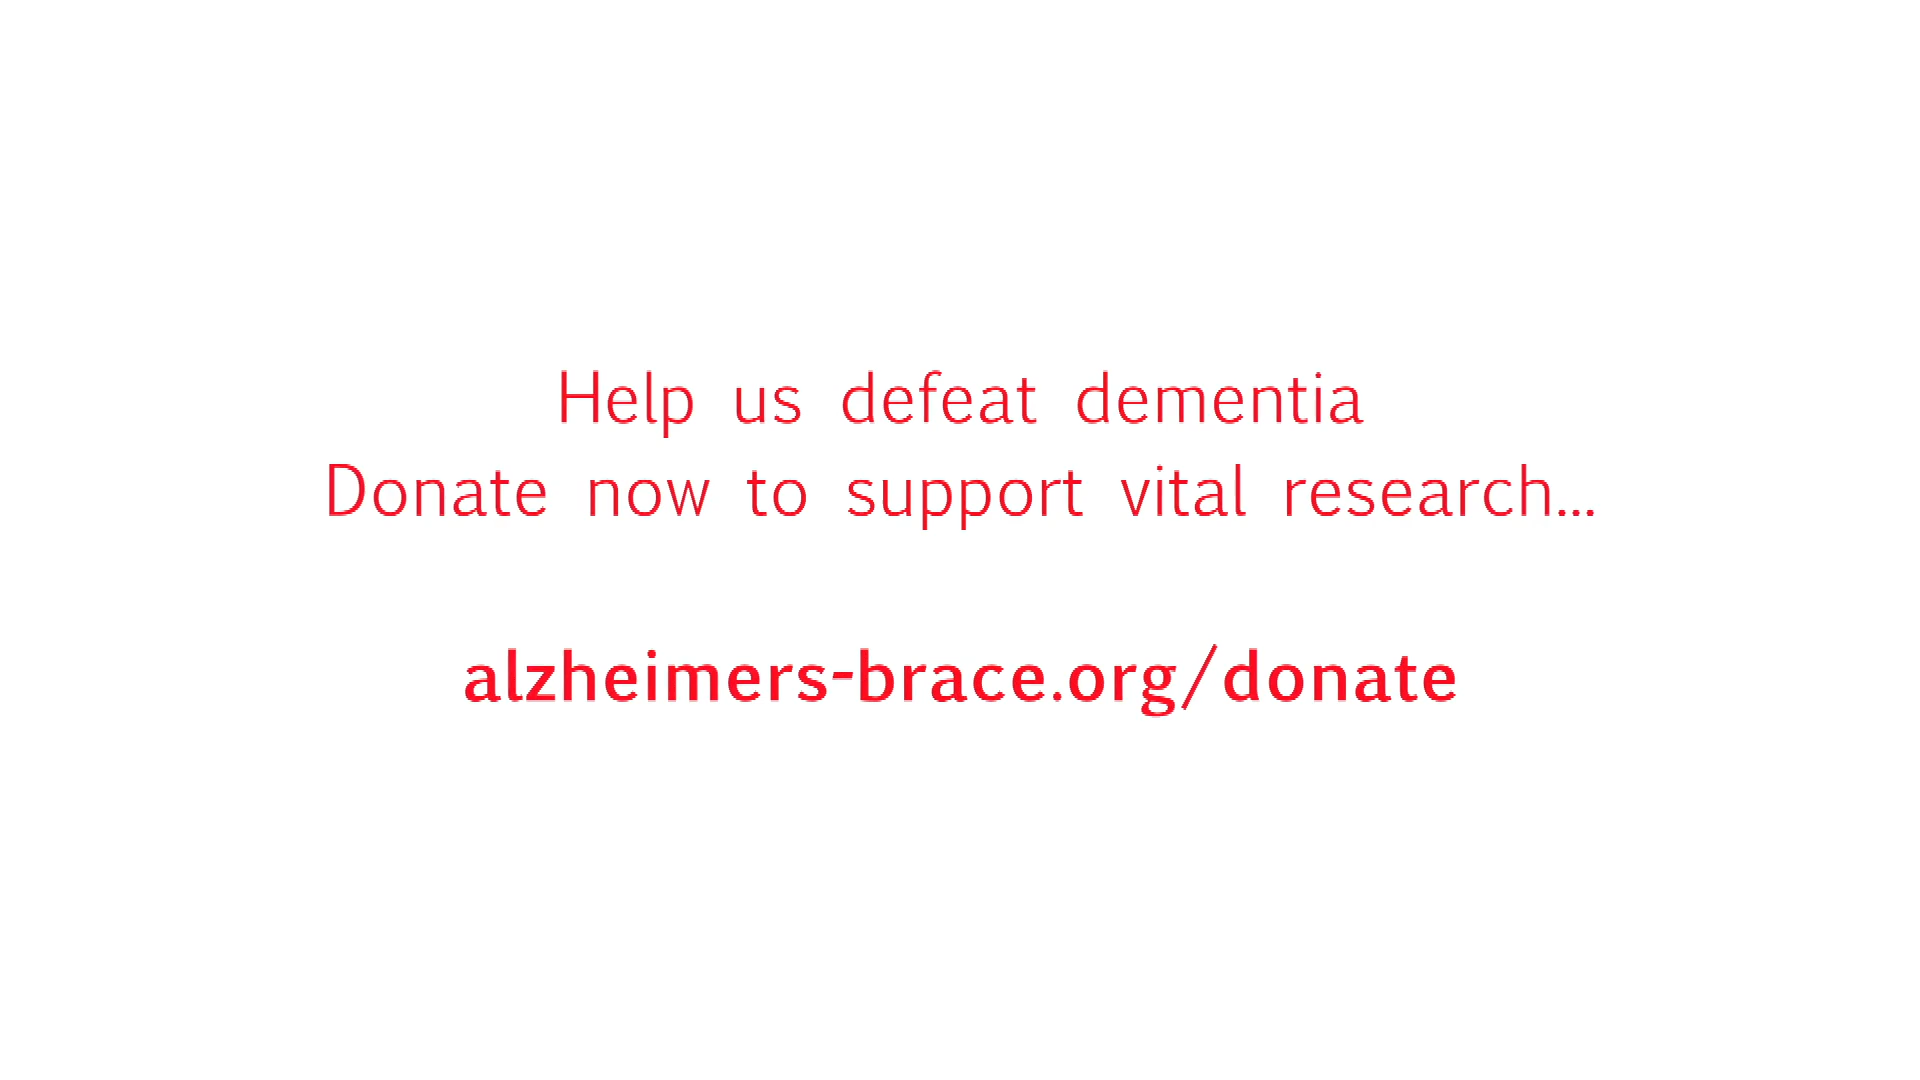 Help us defeat dementia
Donate now to support vital research...
alzheimers-brace.org/donate